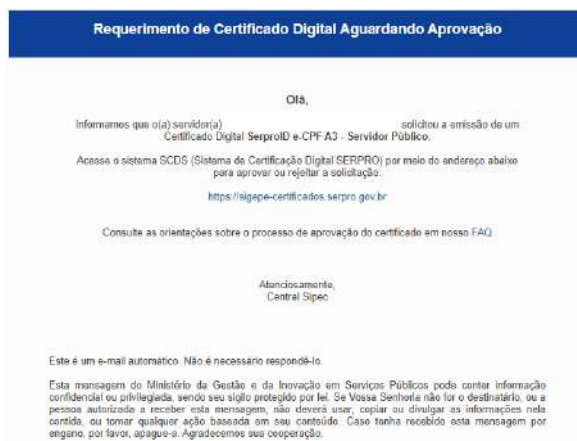 Requerimento de Certificado Digital Aguardando Aprovação
Olá,
Informamos que o(a) servidor(a) solicitou a emissão de um
Certificado Digital SerproID e-CPF A3 - Servidor Público.
Acesse o sistema SCDS (Sistema de Certificação Digital SERPRO) por meio do endereço abaixo
para aprovar ou rejeitar a solicitação:
https://sigepe-certificados.serpro.gov.br
Consulte as orientações sobre o processo de aprovação do certificado em nosso FAQ
Atenciosamente,
Central Sipec
Este é um e-mail automático. Não é necessário respondê-lo.
Esta mensagem do Ministério da Gestão e da Inovação em Serviços Públicos pode conter informação
confidencial ou privilegiada, sendo seu sigilo protegido por lei. Se Vossa Senhoria não for o destinatário, ou a
pessoa autorizada a receber esta mensagem, não deverá usar, copiar ou divulgar as informações nela
contida, ou tomar qualquer ação baseada em seu conteúdo. Caso tenha recebido esta mensagem por
engano, por favor, apague-a. Agradecemos sua cooperação.